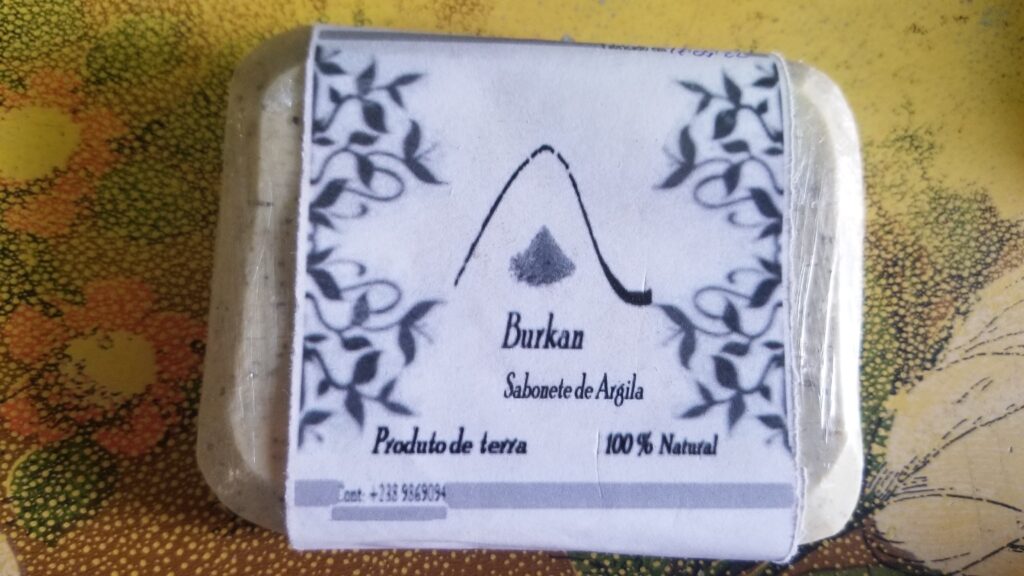 Burkan
Sabonete de Argila
Produto de terra 100 % Natural
Cont: +238 9869094